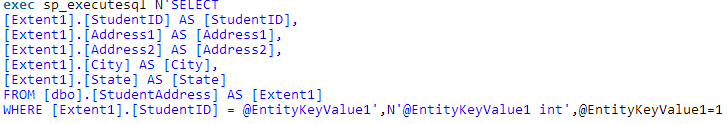 exec sp_executesql N'SELECT
[Extent1].[StudentID] AS [StudentID],
[Extent1].[Address1] AS [Address1],
[Extent1].[Address2] AS [Address2],
[Extent1].[City] AS [City],
[Extent1].[State] AS [State]
FROM [dbo].[StudentAddress] AS [Extent1]
WHERE [Extent1].[StudentID] = @EntityKeyValue1',N'@EntityKeyValue1 int',@EntityKeyValue1=1